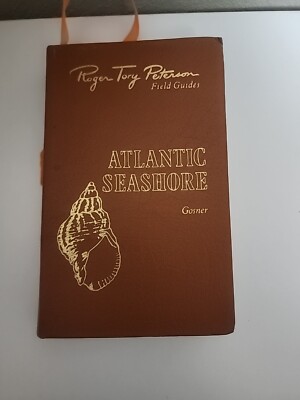 Roger Tory Peterson
Field Guides
ATLANTIC
SEASHORE
Gosner